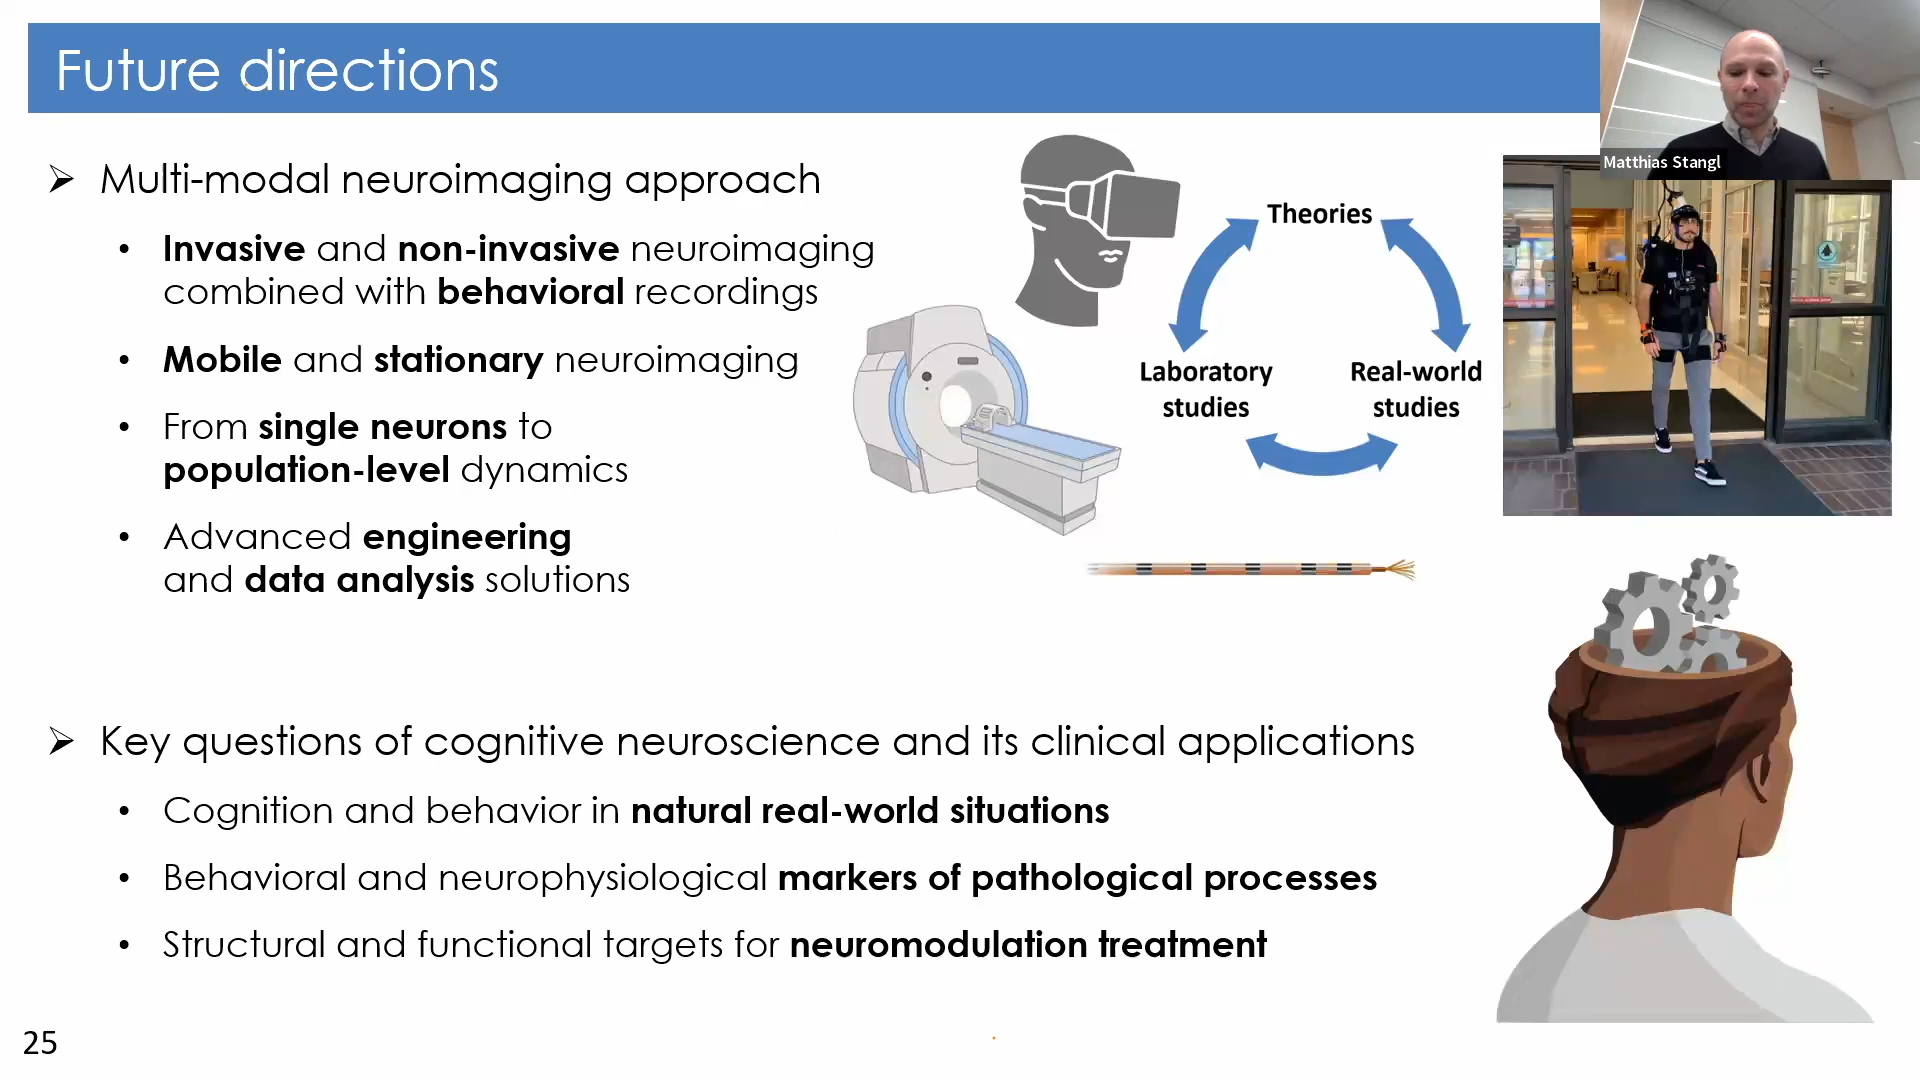 Future directions
Matthias Stangl
➢ Multi-modal neuroimaging approach
• Invasive and non-invasive neuroimaging
combined with behavioral recordings
• Mobile and stationary neuroimaging
• From single neurons to
population-level dynamics
• Advanced engineering
and data analysis solutions
Theories
Laboratory
studies
Real-world
studies
➢ Key questions of cognitive neuroscience and its clinical applications
• Cognition and behavior in natural real-world situations
• Behavioral and neurophysiological markers of pathological processes
• Structural and functional targets for neuromodulation treatment
25